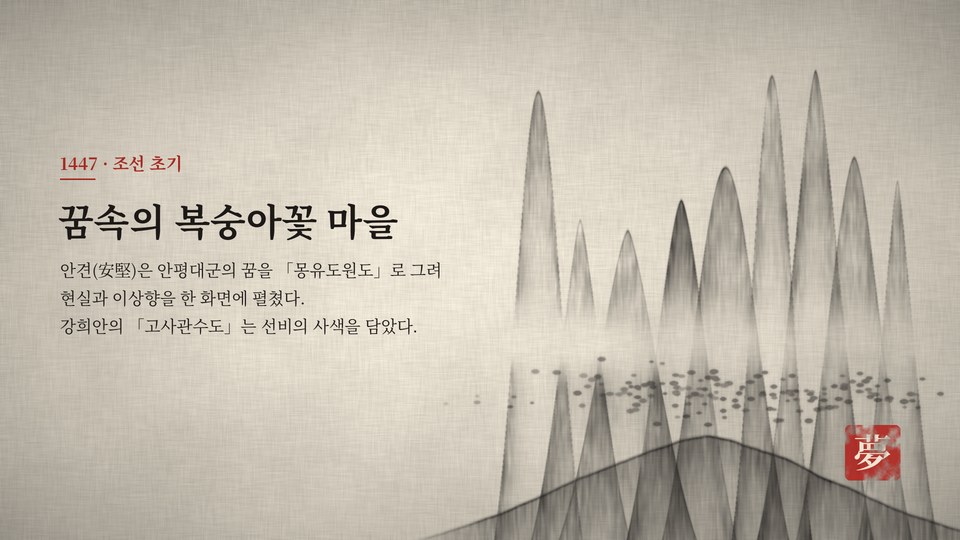 1447 · 조선 초기
꿈속의 복숭아꽃 마을
안견(安堅)은 안평대군의 꿈을 「몽유도원도」로 그려
현실과 이상향을 한 화면에 펼쳤다.
강희안의 「고사관수도」는 선비의 사색을 담았다.
夢